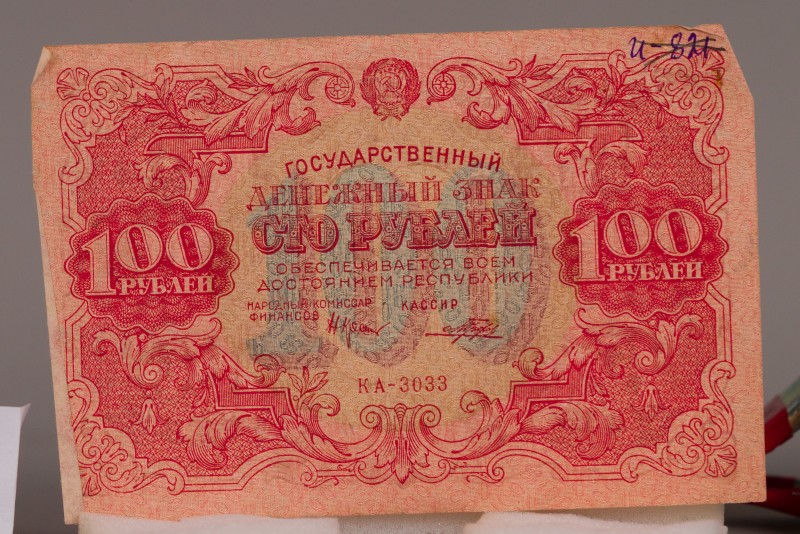 И-821
ГОСУДАРСТВЕННЫЙ
ДЕНЕЖНЫЙ ЗНАК
СТО РУБЛЕЙ
100
ОБЕСПЕЧИВАЕТСЯ ВСЕМ
ДОСТОЯНИЕМ РЕСПУБЛИКИ
НАРОДНЫЙ КОМИССАР
ФИНАНСОВ
КАССИР
КА-3033
100
РУБЛЕЙ
100
РУБЛЕЙ